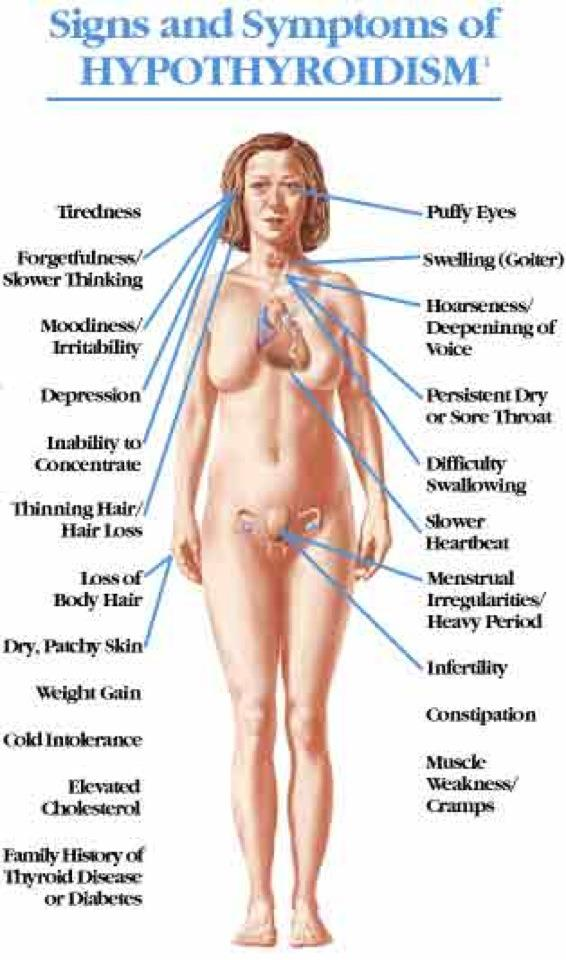 Signs and Symptoms of
HYPOTHYROIDISM¹
Tiredness
Forgetfulness/
Slower Thinking
Moodiness/
Irritability
Depression
Inability to
Concentrate
Thinning Hair/
Hair Loss
Loss of
Body Hair
Dry, Patchy Skin
Weight Gain
Cold Intolerance
Elevated
Cholesterol
Family History of
Thyroid Disease
or Diabetes
Puffy Eyes
Swelling (Goiter)
Hoarseness/
Deepeninng of
Voice
Persistent Dry
or Sore Throat
Difficulty
Swallowing
Slower
Heartbeat
Menstrual
Irregularities/
Heavy Period
Infertility
Constipation
Muscle
Weakness/
Cramps